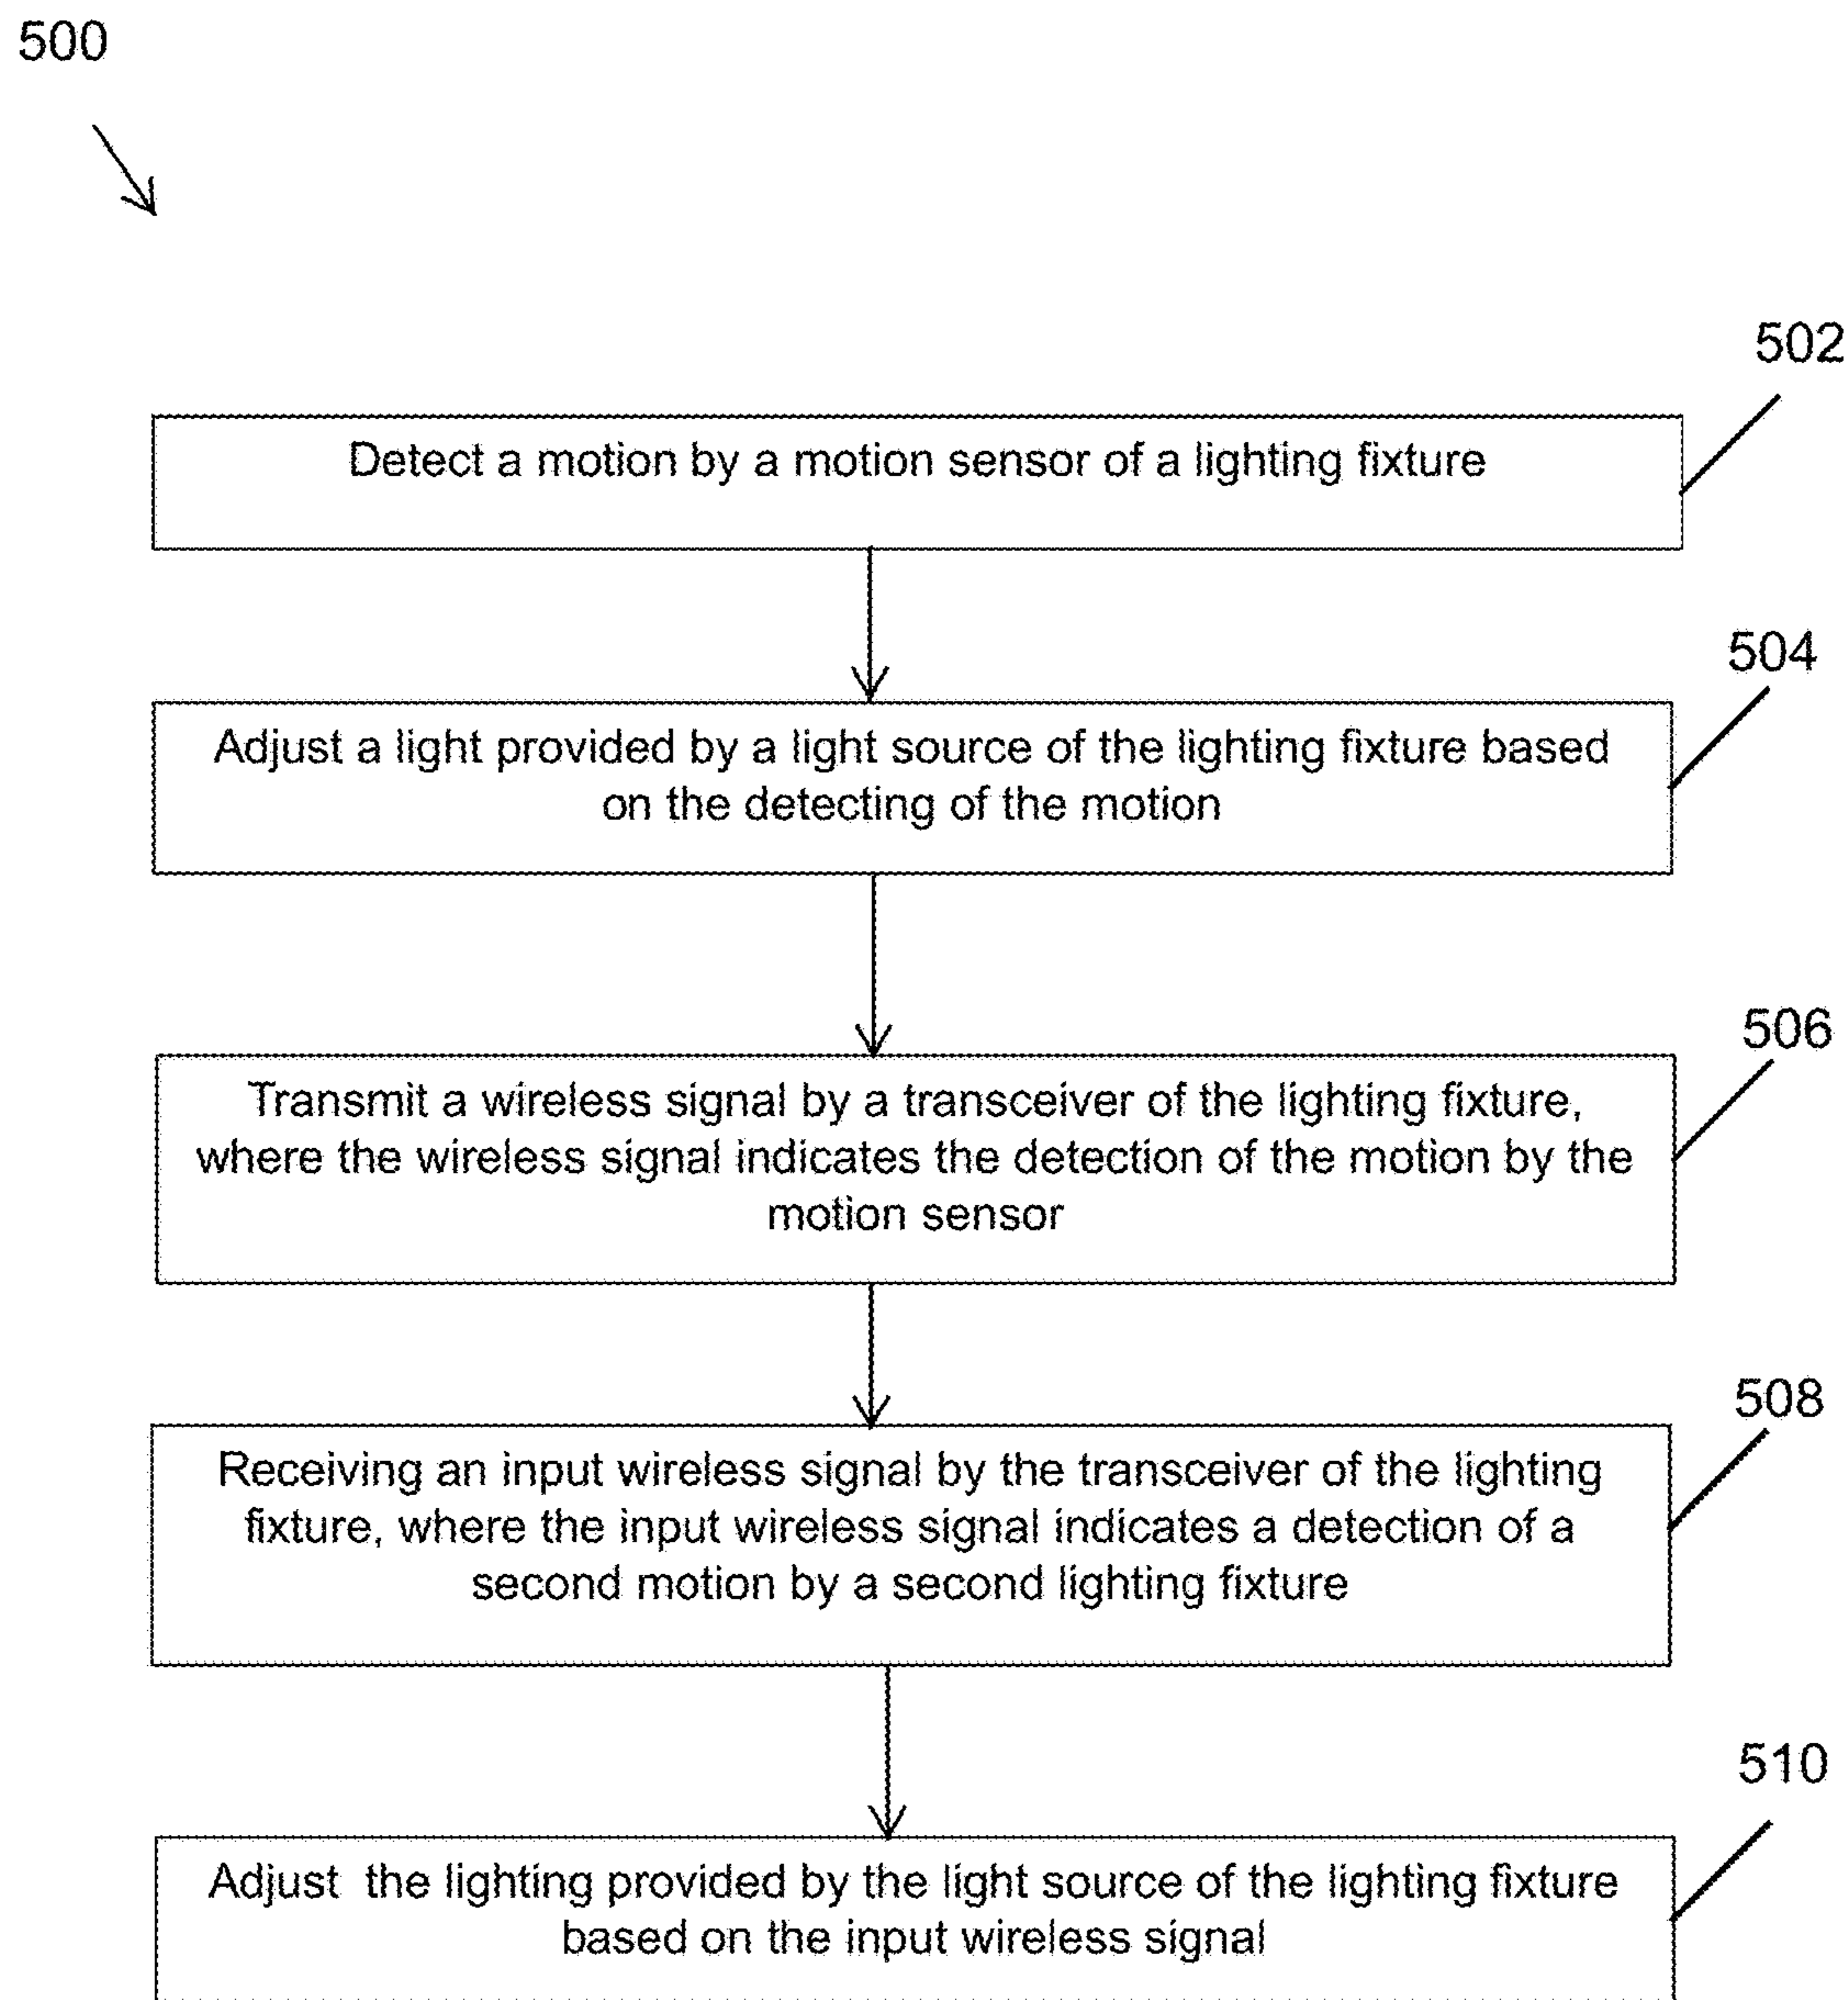 500
502
Detect a motion by a motion sensor of a lighting fixture
504
Adjust a light provided by a light source of the lighting fixture based
on the detecting of the motion
506
Transmit a wireless signal by a transceiver of the lighting fixture,
where the wireless signal indicates the detection of the motion by the
motion sensor
508
Receiving an input wireless signal by the transceiver of the lighting
fixture, where the input wireless signal indicates a detection of a
second motion by a second lighting fixture
510
Adjust the lighting provided by the light source of the lighting fixture
based on the input wireless signal